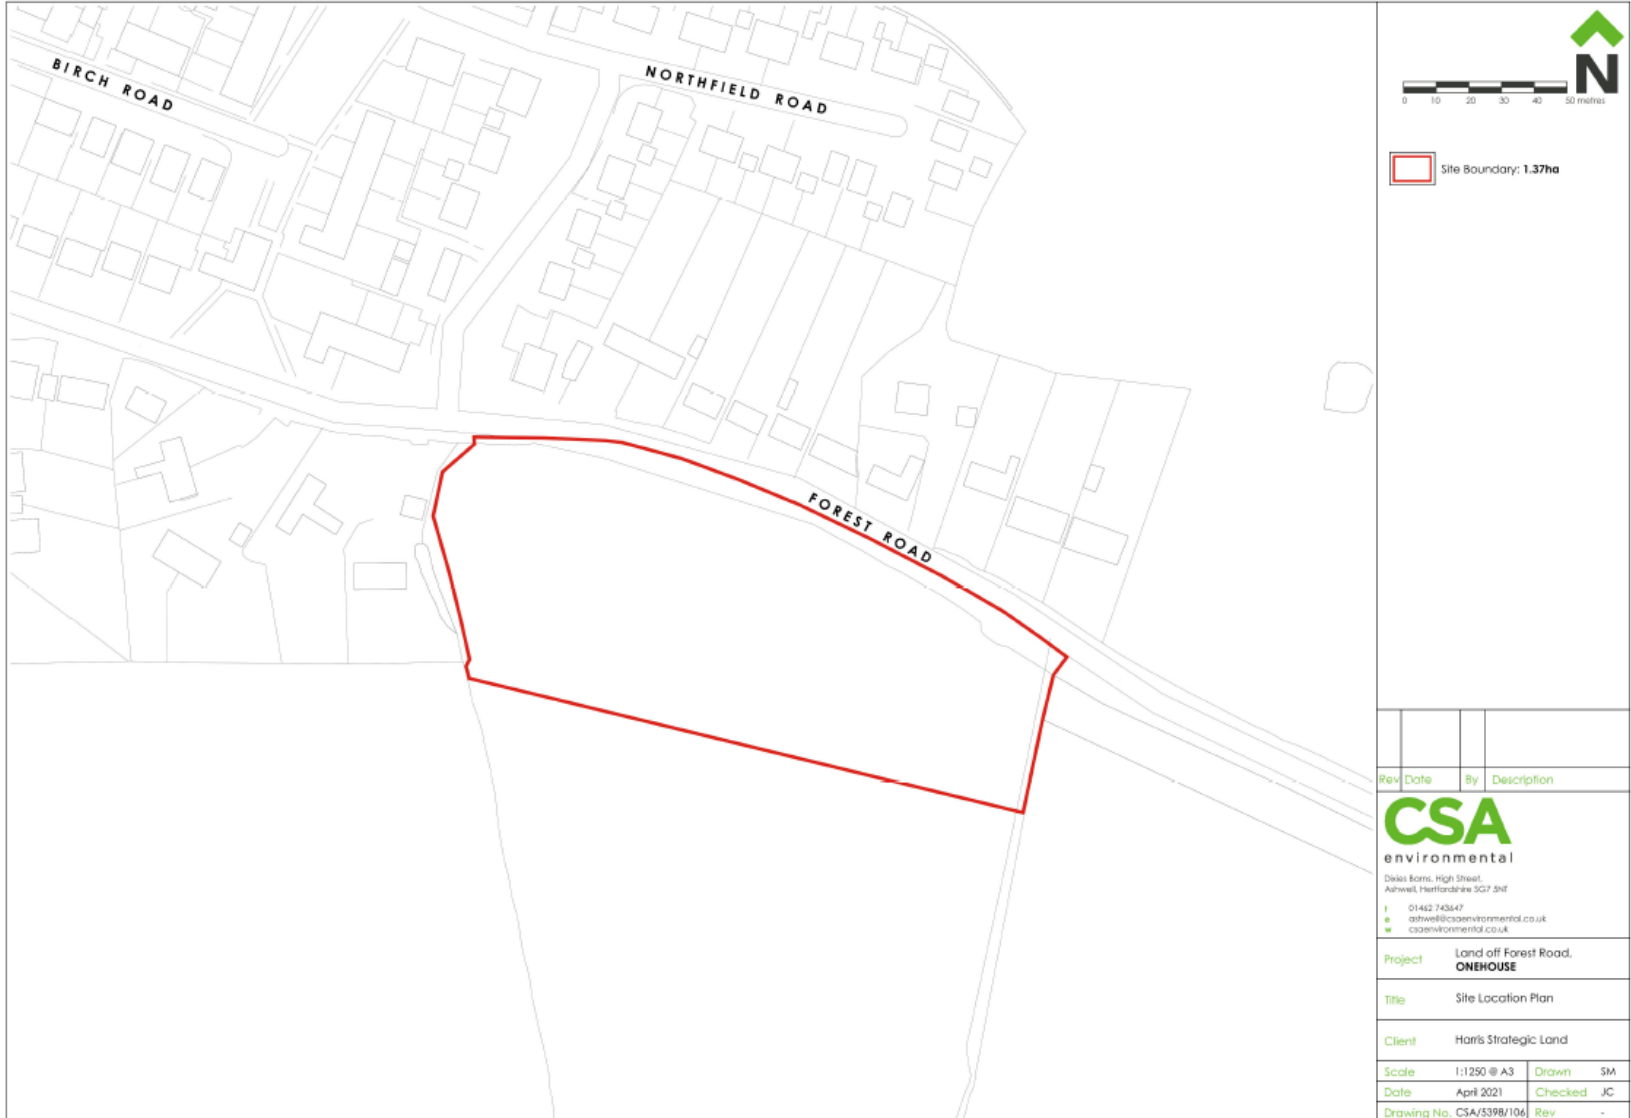 BIRCH ROAD
NORTHFIELD ROAD
FOREST ROAD
N
0 10 20 30 40 50 metres
Site Boundary: 1.37ha
Rev Date By Description
CSA
environmental
Dixies Barns, High Street,
Ashwell, Hertfordshire SG7 5NT
t 01462 743647
e ashwell@csaenvironmental.co.uk
w csaenvironmental.co.uk
Project Land off Forest Road,
ONEHOUSE
Title Site Location Plan
Client Harris Strategic Land
Scale 1:1250 @ A3 Drawn SM
Date April 2021 Checked JC
Drawing No. CSA/5398/106 Rev -